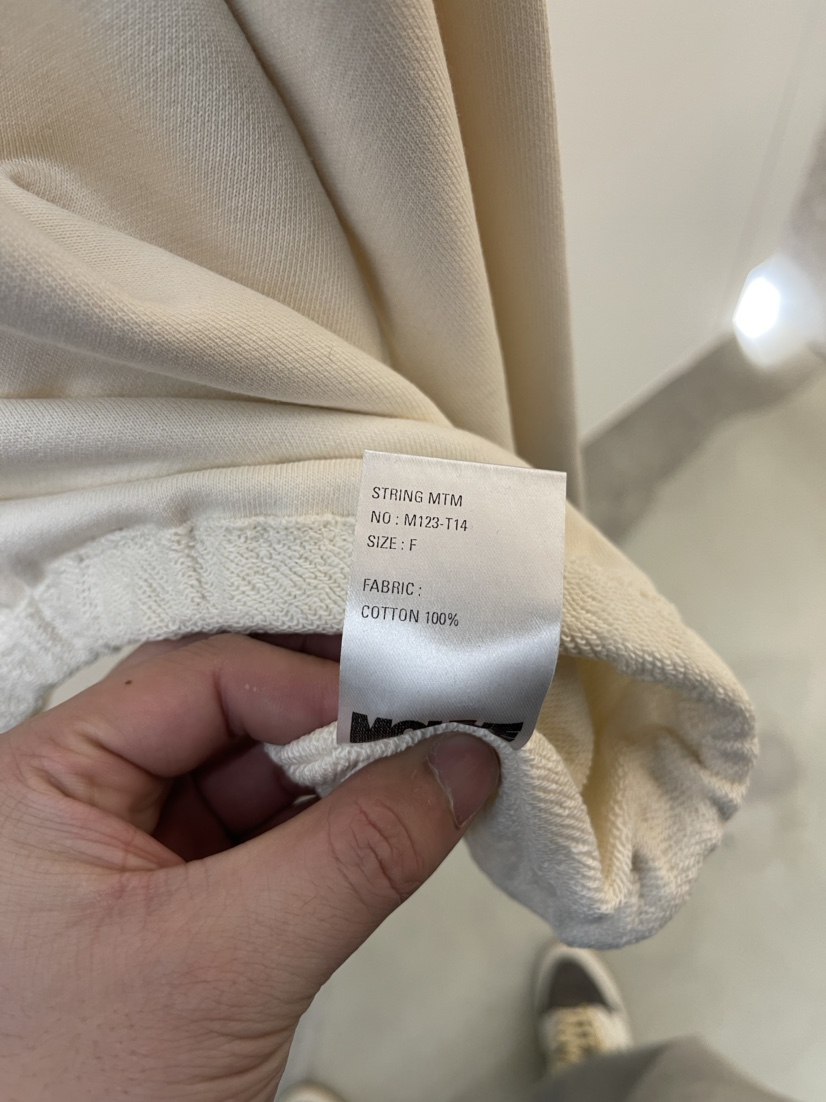 STRING MTM
NO : M123-T14
SIZE : F
FABRIC :
COTTON 100%